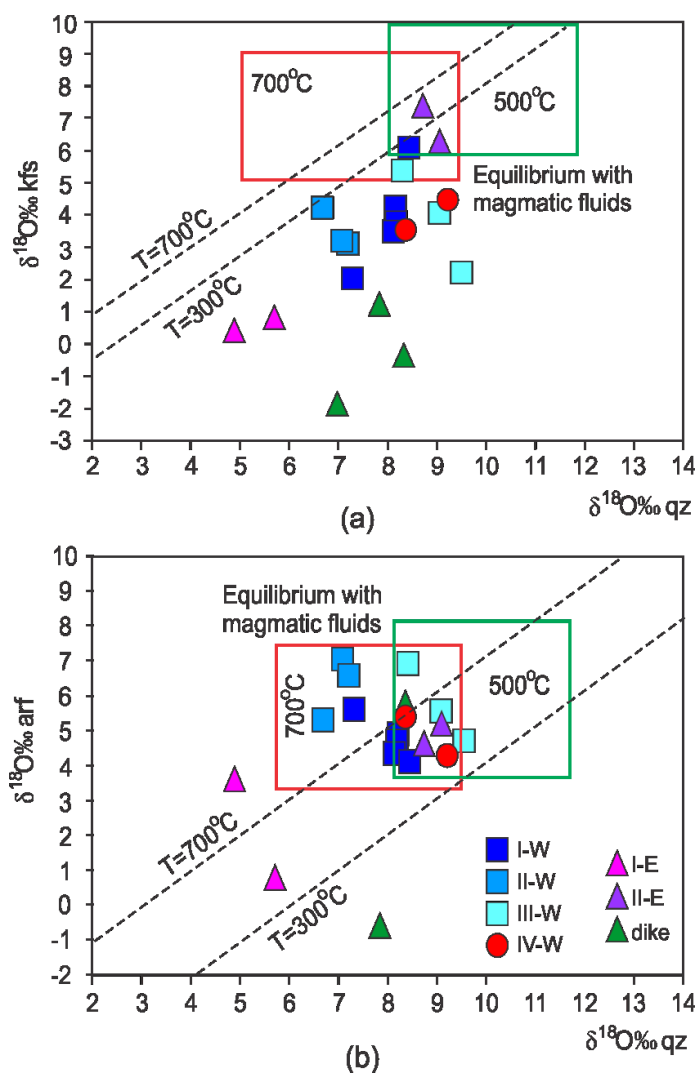 10
9
8
7
6
5
4
3
2
1
0
-1
-2
-3
δ¹⁸O‰ kfs
700°C
500°C
T=700°C
T=300°C
Equilibrium with
magmatic fluids
2 3 4 5 6 7 8 9 10 11 12 13 14
(a)
δ¹⁸O‰ qz
10
9
8
7
6
5
4
3
2
1
0
-1
-2
δ¹⁸O‰ arf
Equilibrium with
magmatic fluids
700°C
500°C
T=700°C
T=300°C
I-W
II-W
III-W
IV-W
I-E
II-E
dike
2 3 4 5 6 7 8 9 10 11 12 13 14
δ¹⁸O‰ qz
(b)